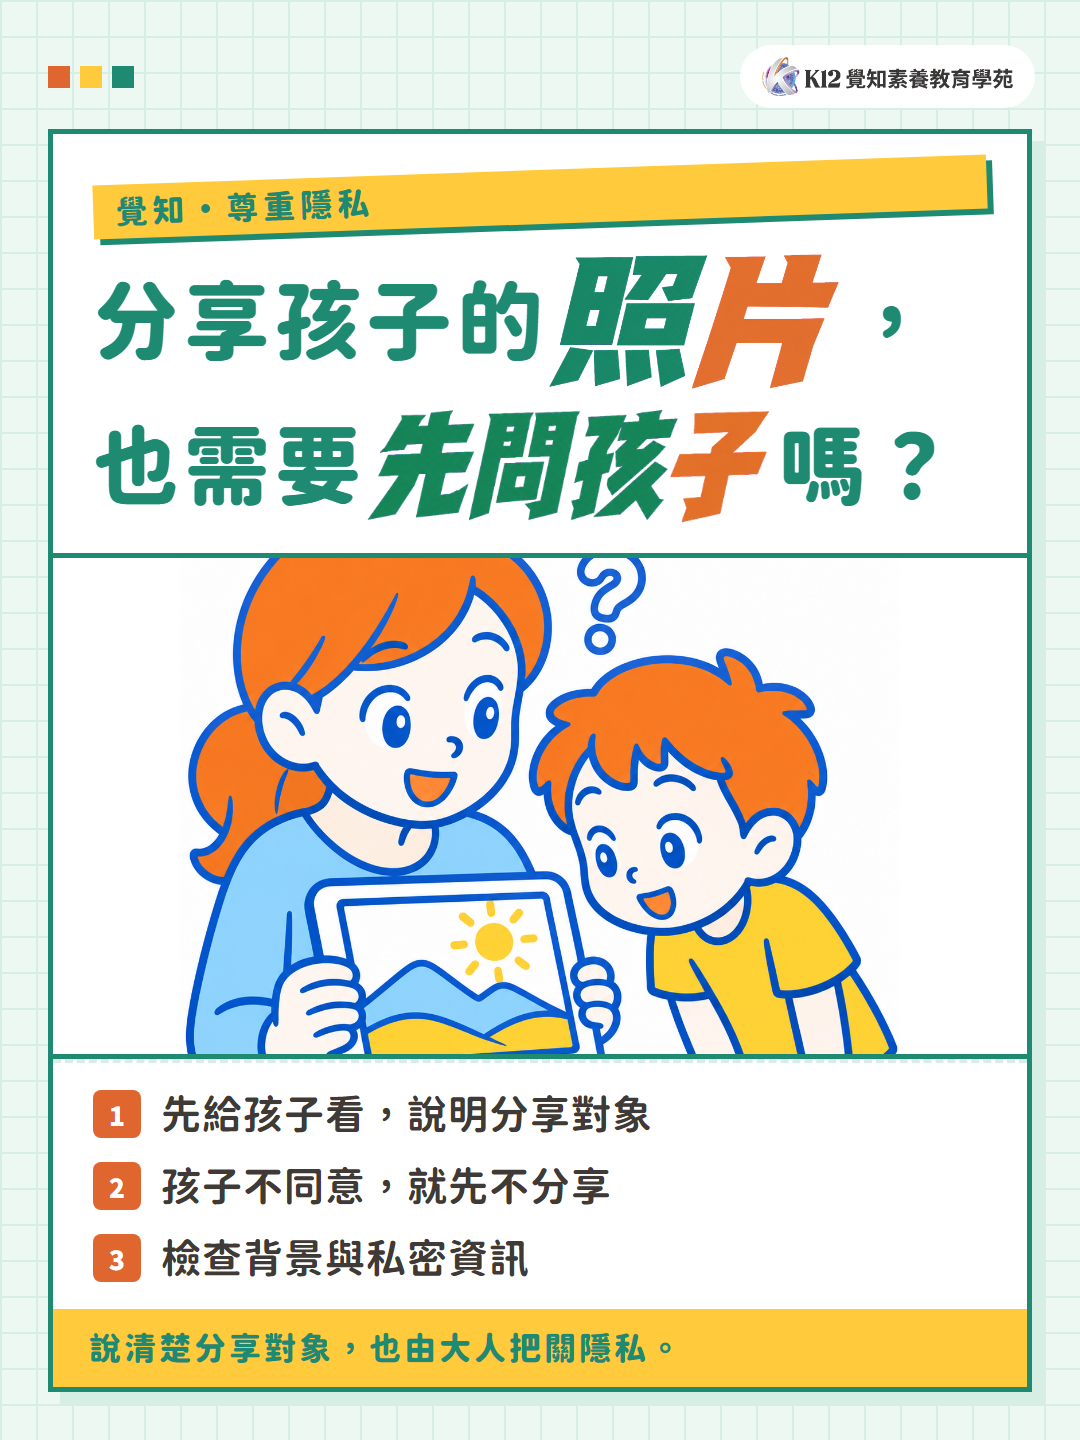 K12 覺知素養教育學苑
覺知・尊重隱私
分享孩子的照片，
也需要先問孩子嗎？
?
1 先給孩子看，說明分享對象
2 孩子不同意，就先不分享
3 檢查背景與私密資訊
說清楚分享對象，也由大人把關隱私。